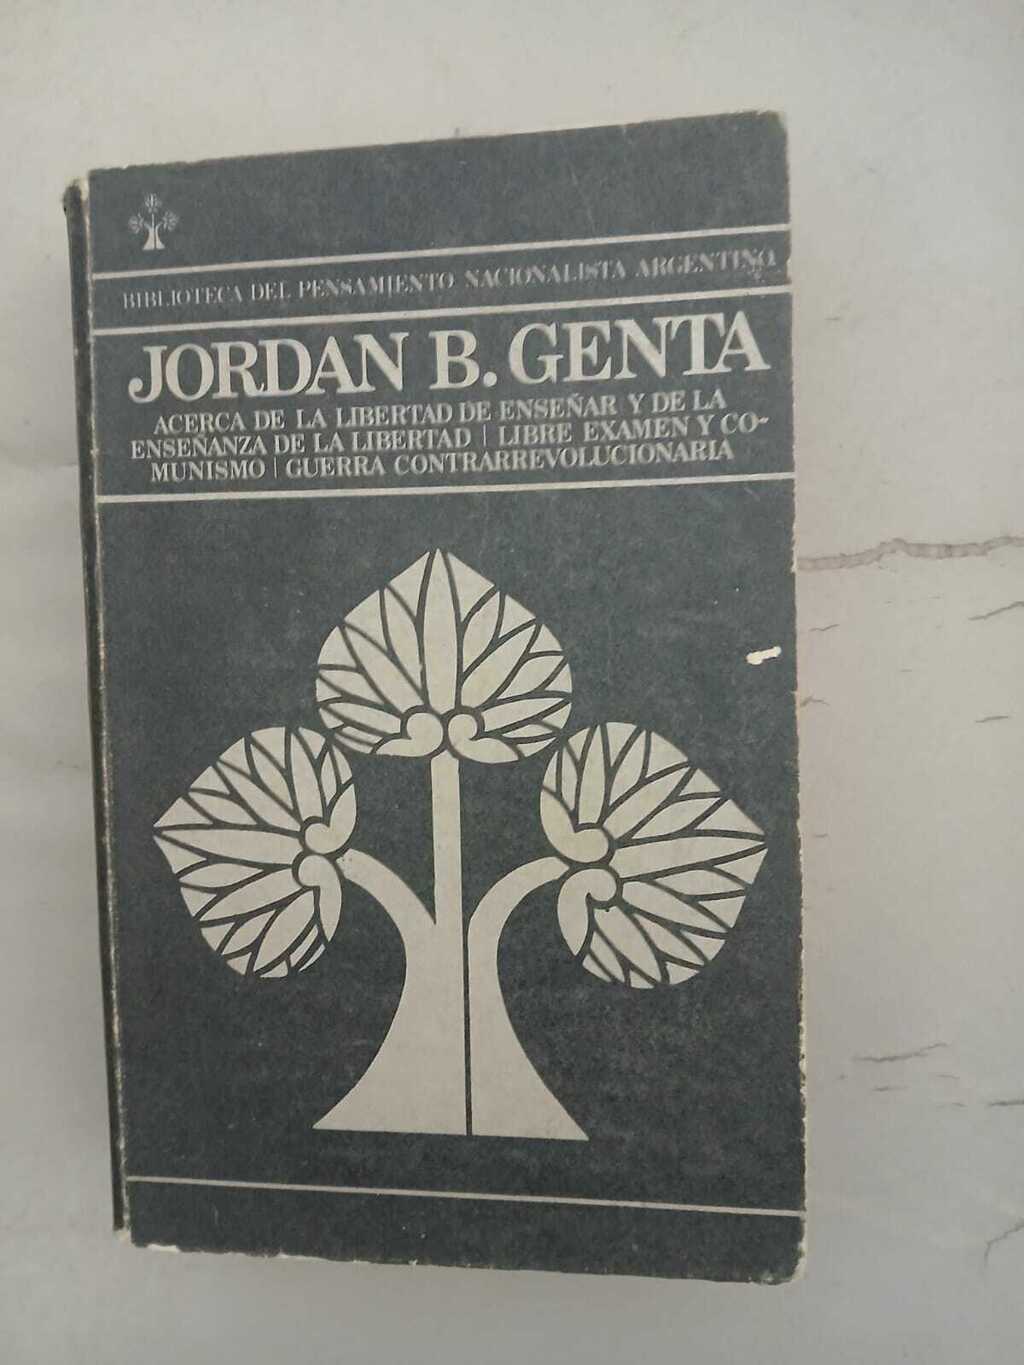 BIBLIOTECA DEL PENSAMIENTO NACIONALISTA ARGENTINO
JORDAN B. GENTA
ACERCA DE LA LIBERTAD DE ENSEÑAR Y DE LA
ENSEÑANZA DE LA LIBERTAD | LIBRE EXAMEN Y CO-
MUNISMO | GUERRA CONTRARREVOLUCIONARIA